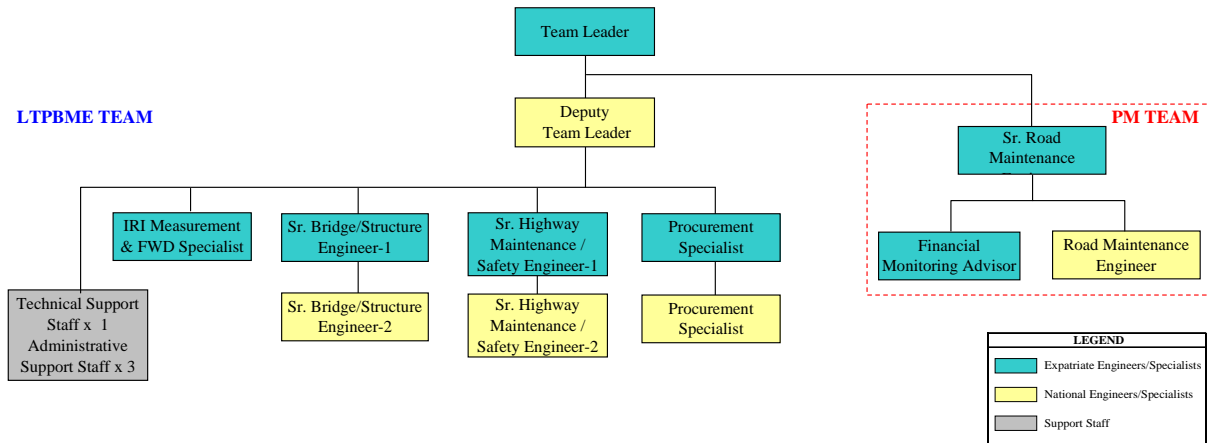 Team Leader
LTPBME TEAM
Deputy
Team Leader
PM TEAM
Sr. Road
Maintenance
IRI Measurement
& FWD Specialist
Sr. Bridge/Structure
Engineer-1
Sr. Highway
Maintenance /
Safety Engineer-1
Procurement
Specialist
Financial
Monitoring Advisor
Road Maintenance
Engineer
Technical Support
Staff x 1
Administrative
Support Staff x 3
Sr. Bridge/Structure
Engineer-2
Sr. Highway
Maintenance /
Safety Engineer-2
Procurement
Specialist
LEGEND
Expatriate Engineers/Specialists
National Engineers/Specialists
Support Staff